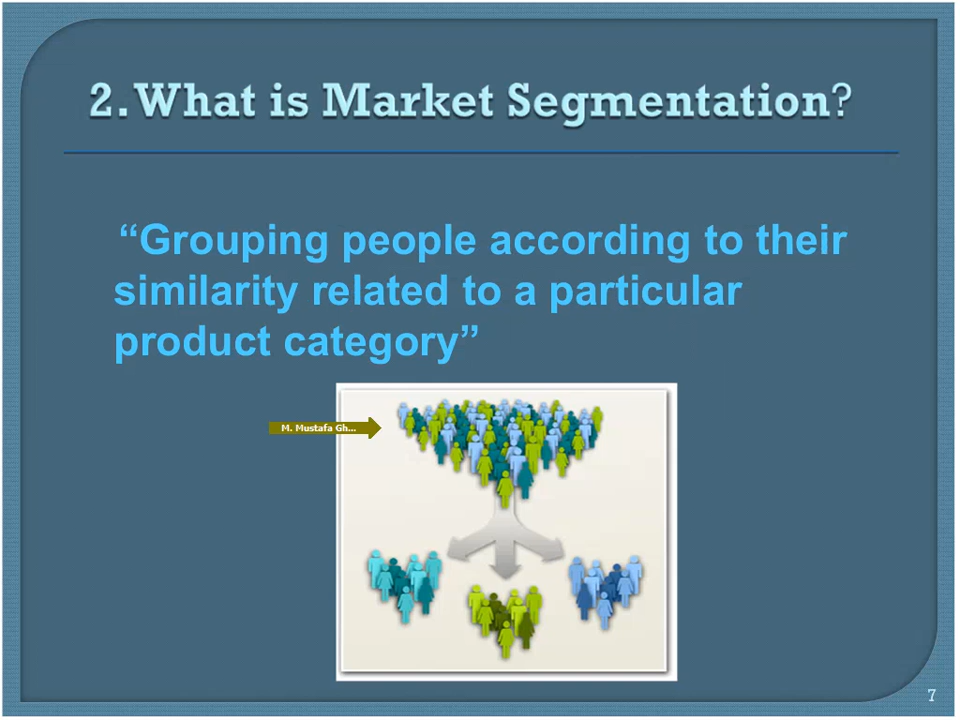 2. What is Market Segmentation?
“Grouping people according to their
similarity related to a particular
product category”
M. Mustafa Gh...
7